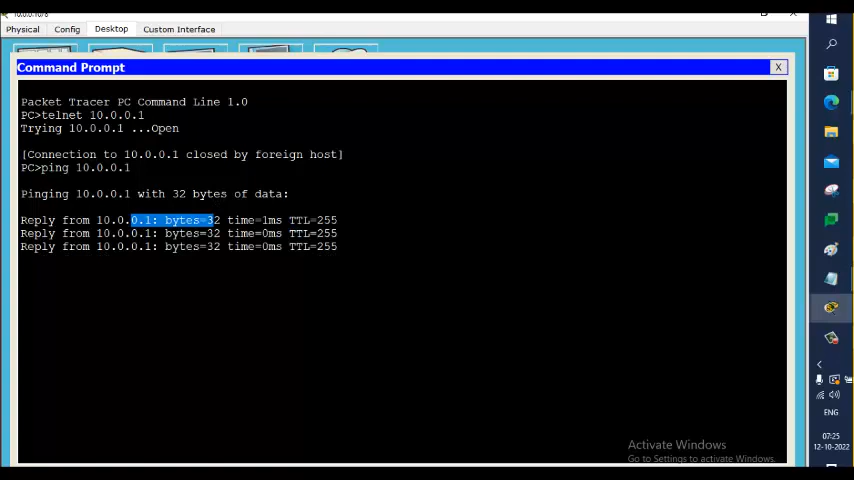 10.0.0.10/8
Physical Config Desktop Custom Interface
Command Prompt X
Packet Tracer PC Command Line 1.0
PC>telnet 10.0.0.1
Trying 10.0.0.1 ...Open
[Connection to 10.0.0.1 closed by foreign host]
PC>ping 10.0.0.1
Pinging 10.0.0.1 with 32 bytes of data:
Reply from 10.0.0.1: bytes=32 time=1ms TTL=255
Reply from 10.0.0.1: bytes=32 time=0ms TTL=255
Reply from 10.0.0.1: bytes=32 time=0ms TTL=255
Activate Windows
Go to Settings to activate Windows.
ENG
07:25
12-10-2022